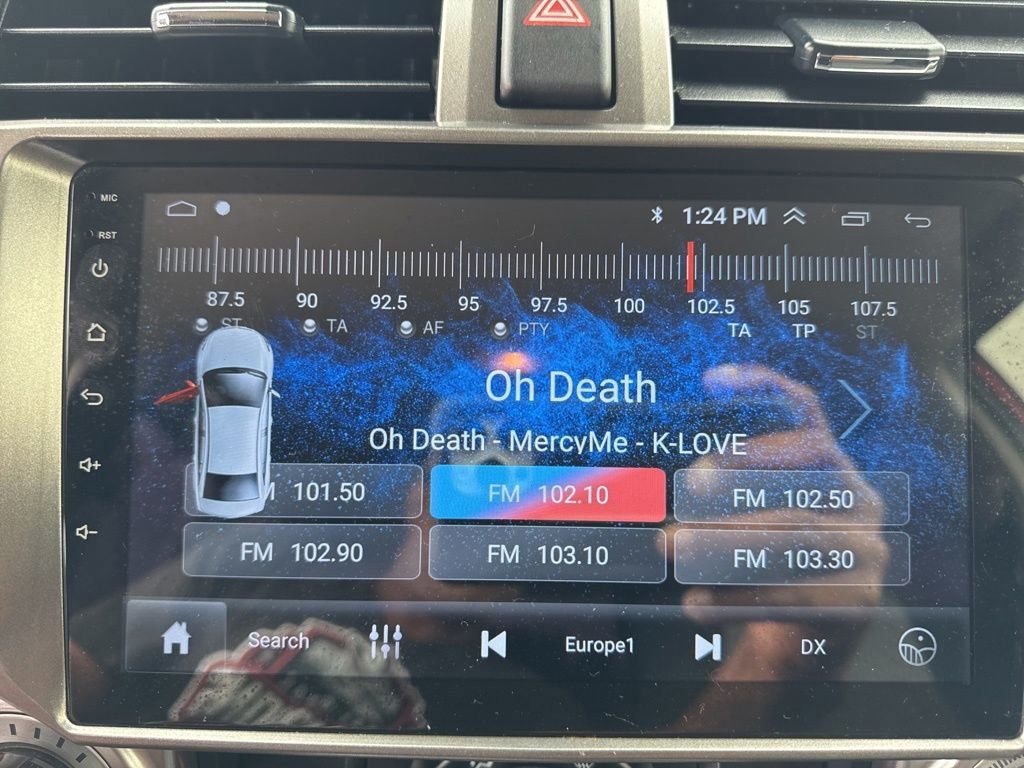 MIC
1:24 PM
RST
87.5 90 92.5 95 97.5 100 102.5 105 107.5
ST TA AF PTY TA TP ST
Oh Death
Oh Death - MercyMe - K-LOVE
101.50 FM 102.10 FM 102.50
FM 102.90 FM 103.10 FM 103.30
Search Europe1 DX